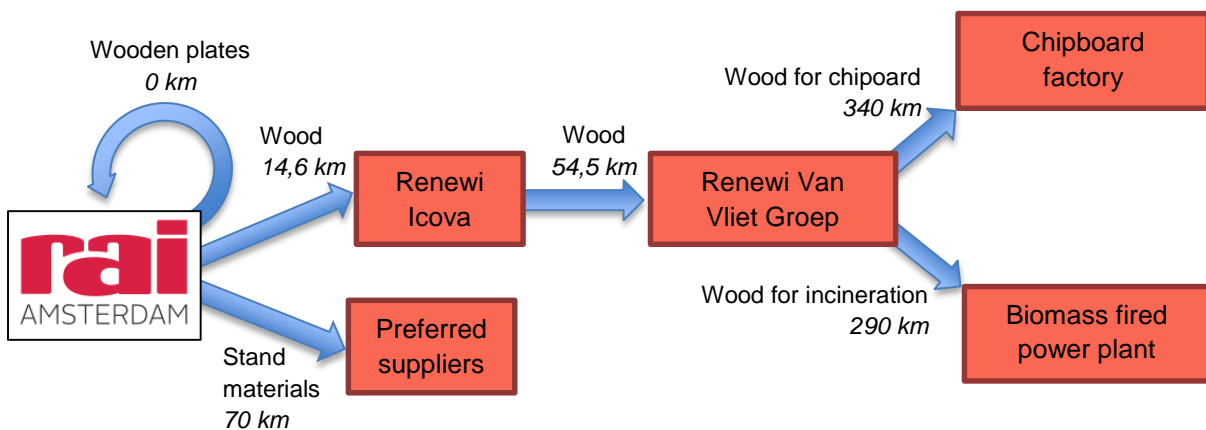 Wooden plates
0 km
Wood
14,6 km
Renewi
Icova
Wood
54,5 km
Renewi Van
Vliet Groep
Wood for chipoard
340 km
Chipboard
factory
rai
AMSTERDAM
Stand
materials
70 km
Preferred
suppliers
Wood for incineration
290 km
Biomass fired
power plant